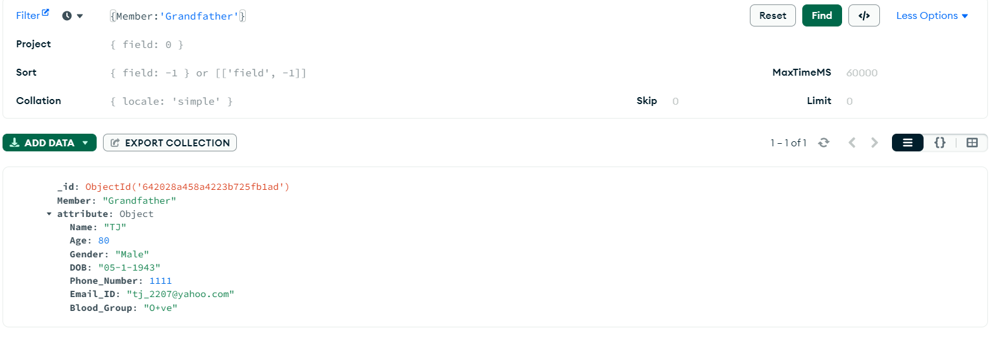 Filter {Member:'Grandfather'} Reset Find </> Less Options
Project { field: 0 }
Sort { field: -1 } or [['field', -1]] MaxTimeMS 60000
Collation { locale: 'simple' } Skip 0 Limit 0
ADD DATA EXPORT COLLECTION 1 – 1 of 1 {}
_id: ObjectId('642028a458a4223b725fb1ad')
Member: "Grandfather"
attribute: Object
Name: "TJ"
Age: 80
Gender: "Male"
DOB: "05-1-1943"
Phone_Number: 1111
Email_ID: "tj_2207@yahoo.com"
Blood_Group: "O+ve"